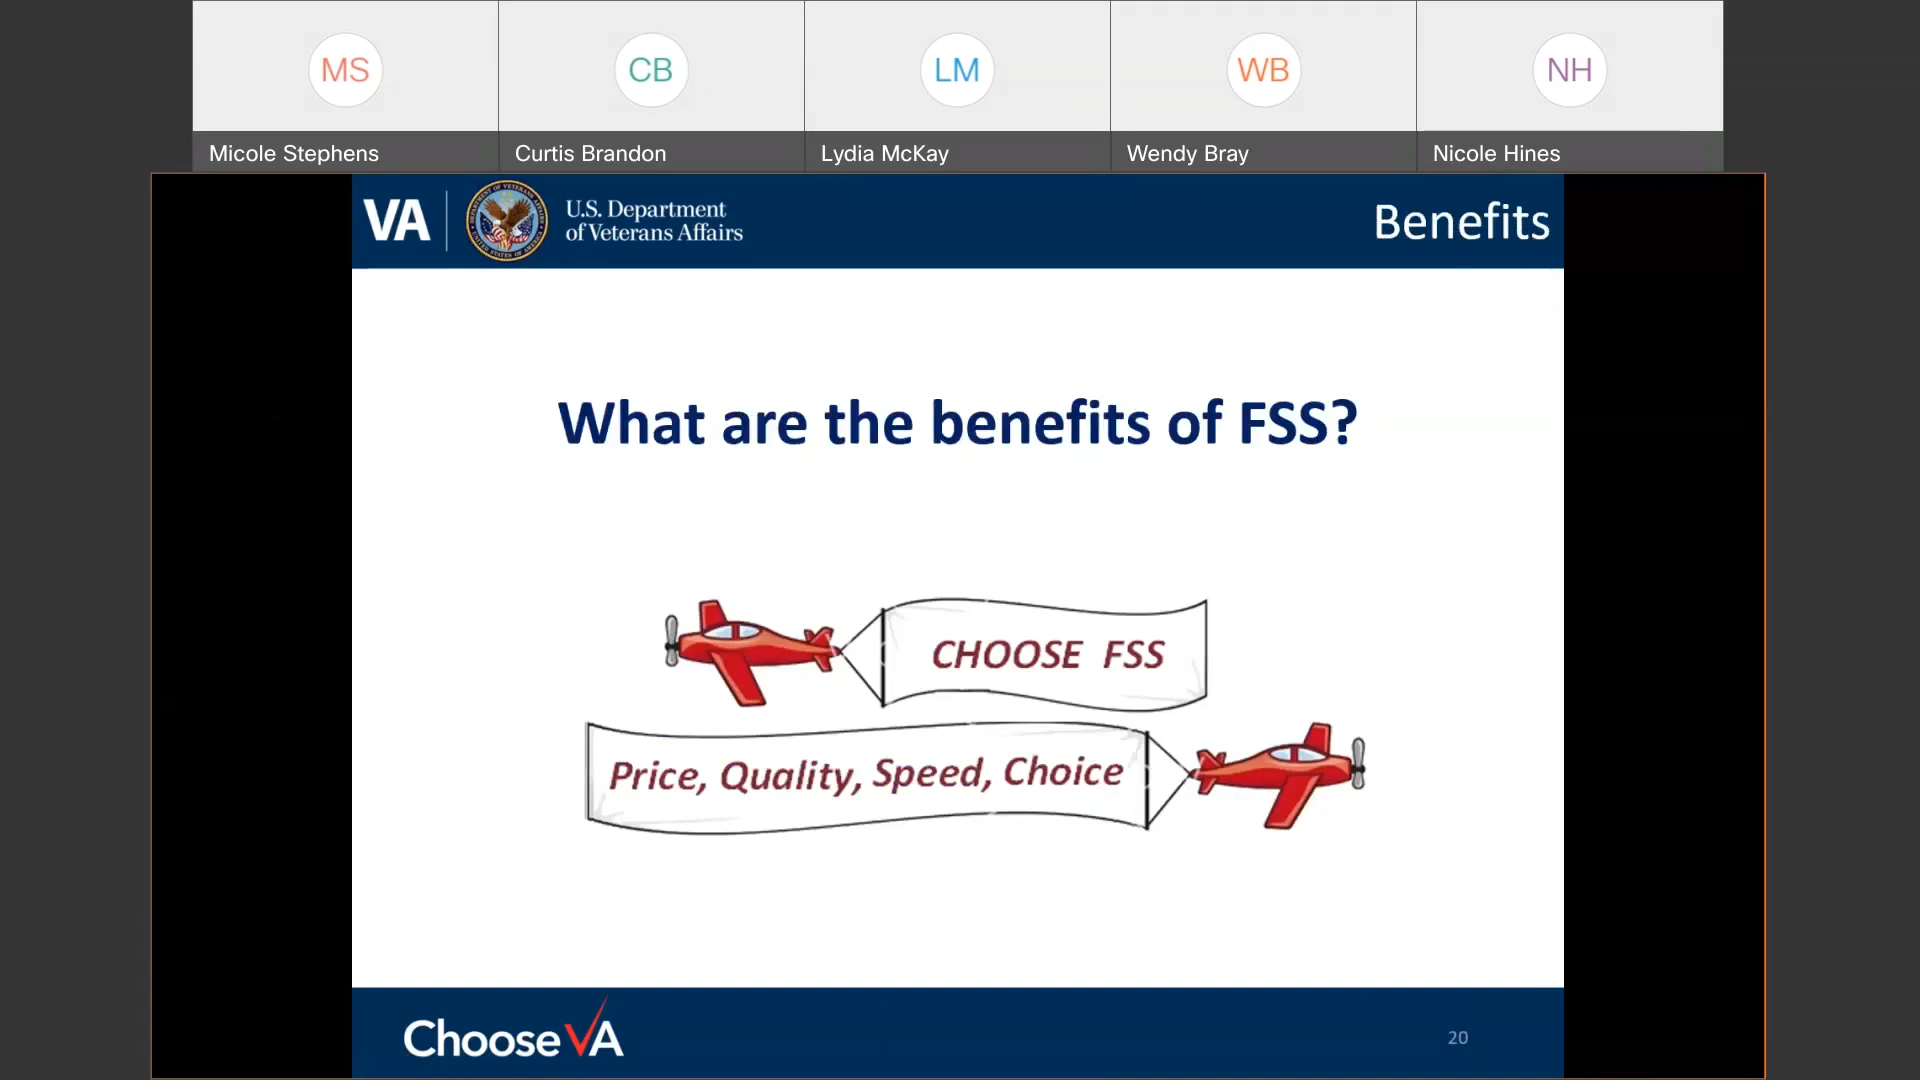 MS
CB
LM
WB
NH
Micole Stephens
Curtis Brandon
Lydia McKay
Wendy Bray
Nicole Hines
VA
U.S. Department
of Veterans Affairs
Benefits
What are the benefits of FSS?
CHOOSE FSS
Price, Quality, Speed, Choice
Choose VA
20